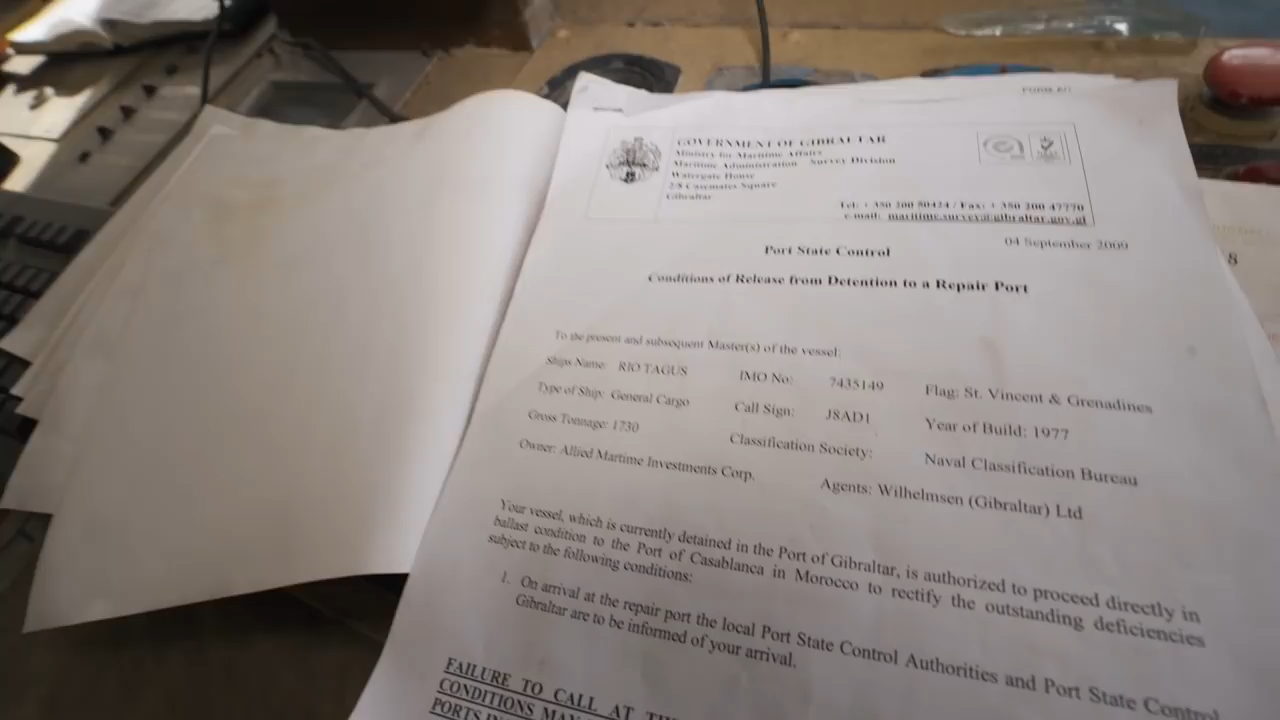 GOVERNMENT OF GIBRALTAR
Ministry for Maritime Affairs
Maritime Administration Survey Division
Watergate House
2/8 Casemates Square
Gibraltar
Tel: + 350 200 50424 / Fax: + 350 200 47770
e-mail: maritime.survey@gibraltar.gov.gi
04 September 2009
Port State Control
Conditions of Release from Detention to a Repair Port
To the present and subsequent Master(s) of the vessel:
Ships Name: RIO TAGUS IMO No: 7435149 Flag: St. Vincent & Grenadines
Type of Ship: General Cargo Call Sign: J8AD1 Year of Build: 1977
Gross Tonnage: 1730 Classification Society: Naval Classification Bureau
Owner: Allied Martime Investments Corp. Agents: Wilhelmsen (Gibraltar) Ltd
Your vessel, which is currently detained in the Port of Gibraltar, is authorized to proceed directly in
ballast condition to the Port of Casablanca in Morocco to rectify the outstanding deficiencies
subject to the following conditions:
1. On arrival at the repair port the local Port State Control Authorities and Port State Control
Gibraltar are to be informed of your arrival.
FAILURE TO CALL AT
CONDITIONS MAY
PORTS
8